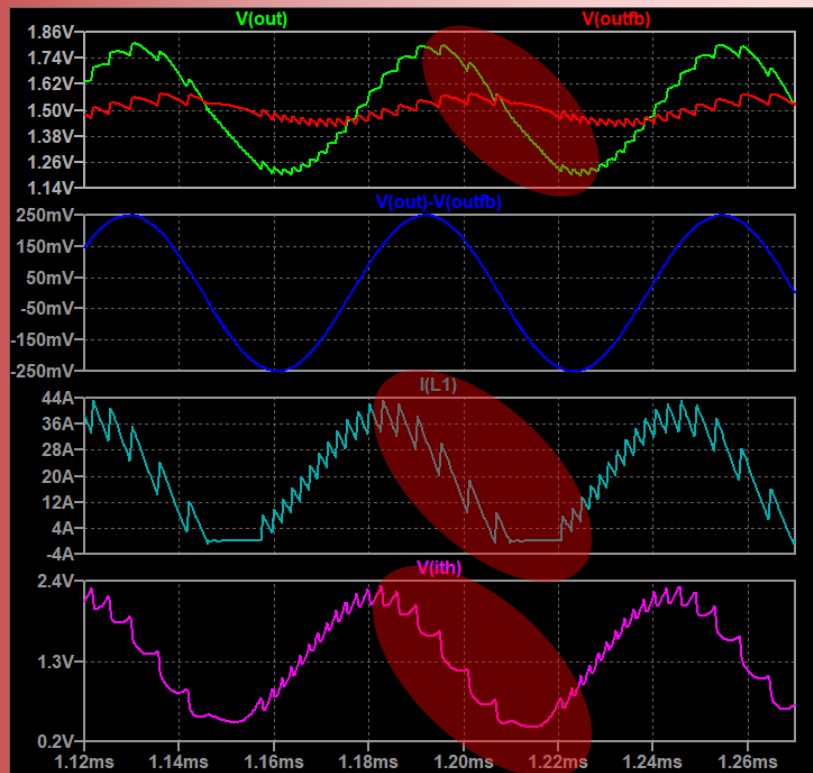 V(out) V(outfb)
1.86V
1.74V
1.62V
1.50V
1.38V
1.26V
1.14V
V(out)-V(outfb)
250mV
150mV
50mV
-50mV
-150mV
-250mV
I(L1)
44A
36A
28A
20A
12A
4A
-4A
V(ith)
2.4V
1.3V
0.2V
1.12ms 1.14ms 1.16ms 1.18ms 1.20ms 1.22ms 1.24ms 1.26ms